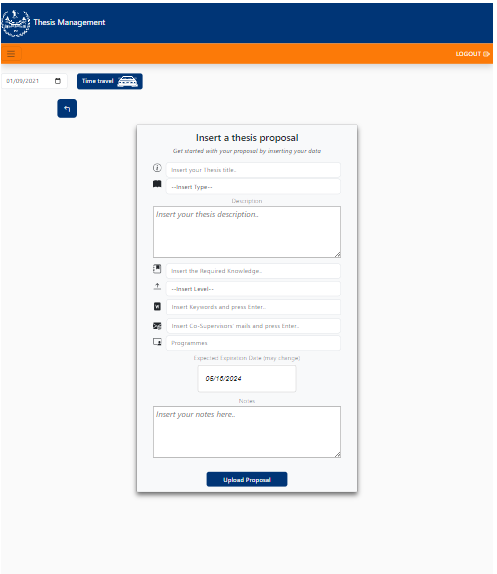 Thesis Management
LOGOUT
01/09/2021
Time travel
Insert a thesis proposal
Get started with your proposal by inserting your data
Insert your Thesis title..
--Insert Type--
Description
Insert your thesis description..
Insert the Required Knowledge..
--Insert Level--
Insert Keywords and press Enter..
Insert Co-Supervisors' mails and press Enter..
Programmes
Expected Expiration Date (may change)
05/16/2024
Notes
Insert your notes here..
Upload Proposal